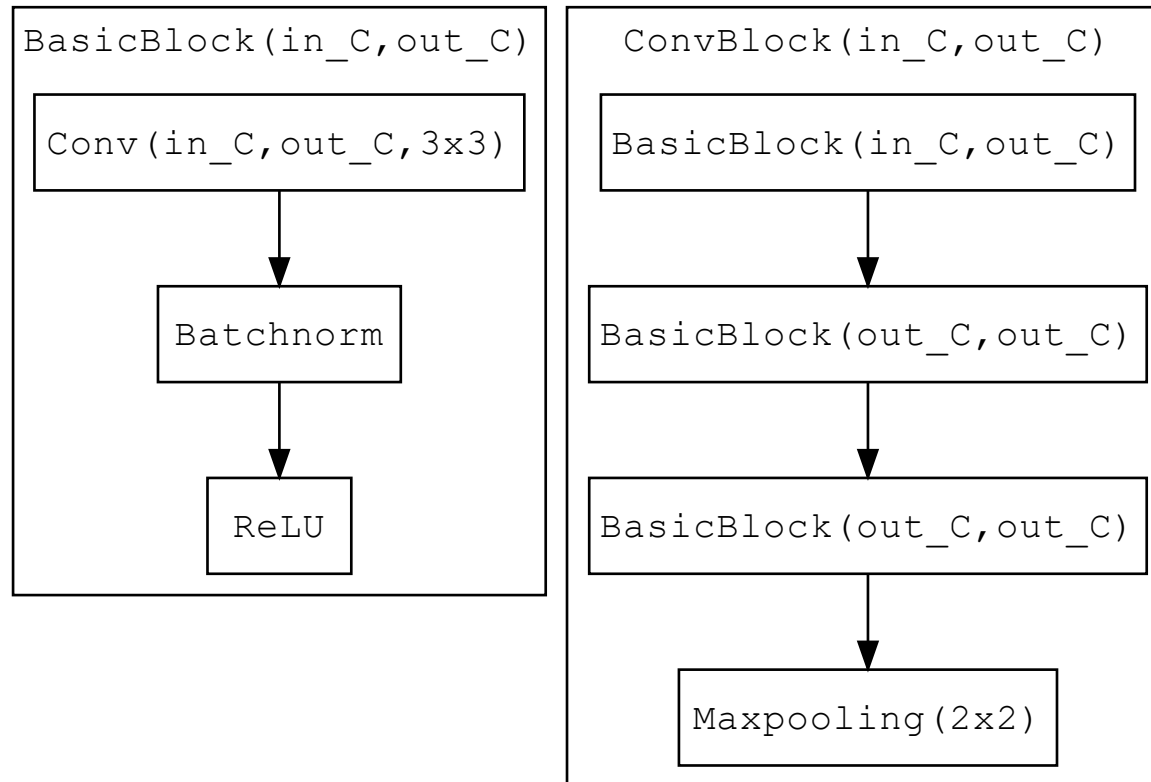 BasicBlock(in_C,out_C)
Conv(in_C,out_C,3x3)
Batchnorm
ReLU
ConvBlock(in_C,out_C)
BasicBlock(in_C,out_C)
BasicBlock(out_C,out_C)
BasicBlock(out_C,out_C)
Maxpooling(2x2)